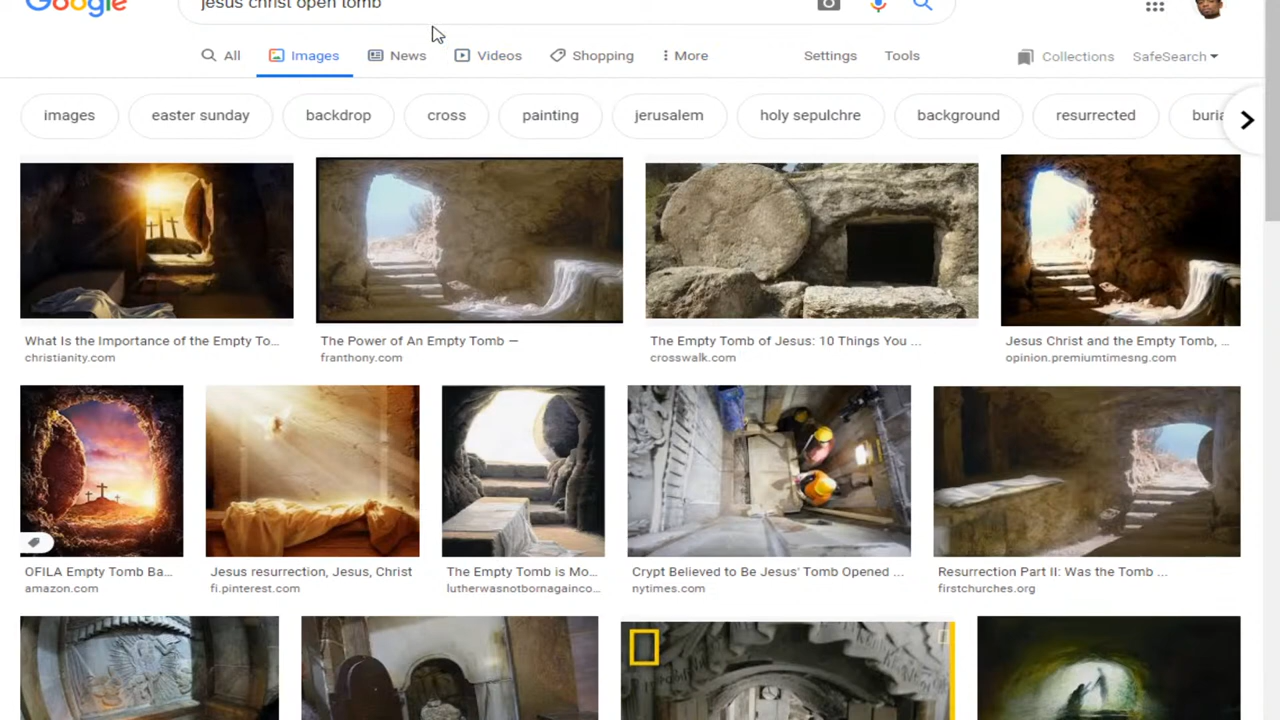 Google
jesus christ open tomb
All Images News Videos Shopping More Settings Tools Collections SafeSearch
images easter sunday backdrop cross painting jerusalem holy sepulchre background resurrected buria
What Is the Importance of the Empty To...
christianity.com
The Power of An Empty Tomb —
franthony.com
The Empty Tomb of Jesus: 10 Things You ...
crosswalk.com
Jesus Christ and the Empty Tomb, ...
opinion.premiumtimesng.com
OFILA Empty Tomb Ba...
amazon.com
Jesus resurrection, Jesus, Christ
fi.pinterest.com
The Empty Tomb is Mo...
lutherwasnotbornagainco...
Crypt Believed to Be Jesus' Tomb Opened ...
nytimes.com
Resurrection Part II: Was the Tomb ...
firstchurches.org